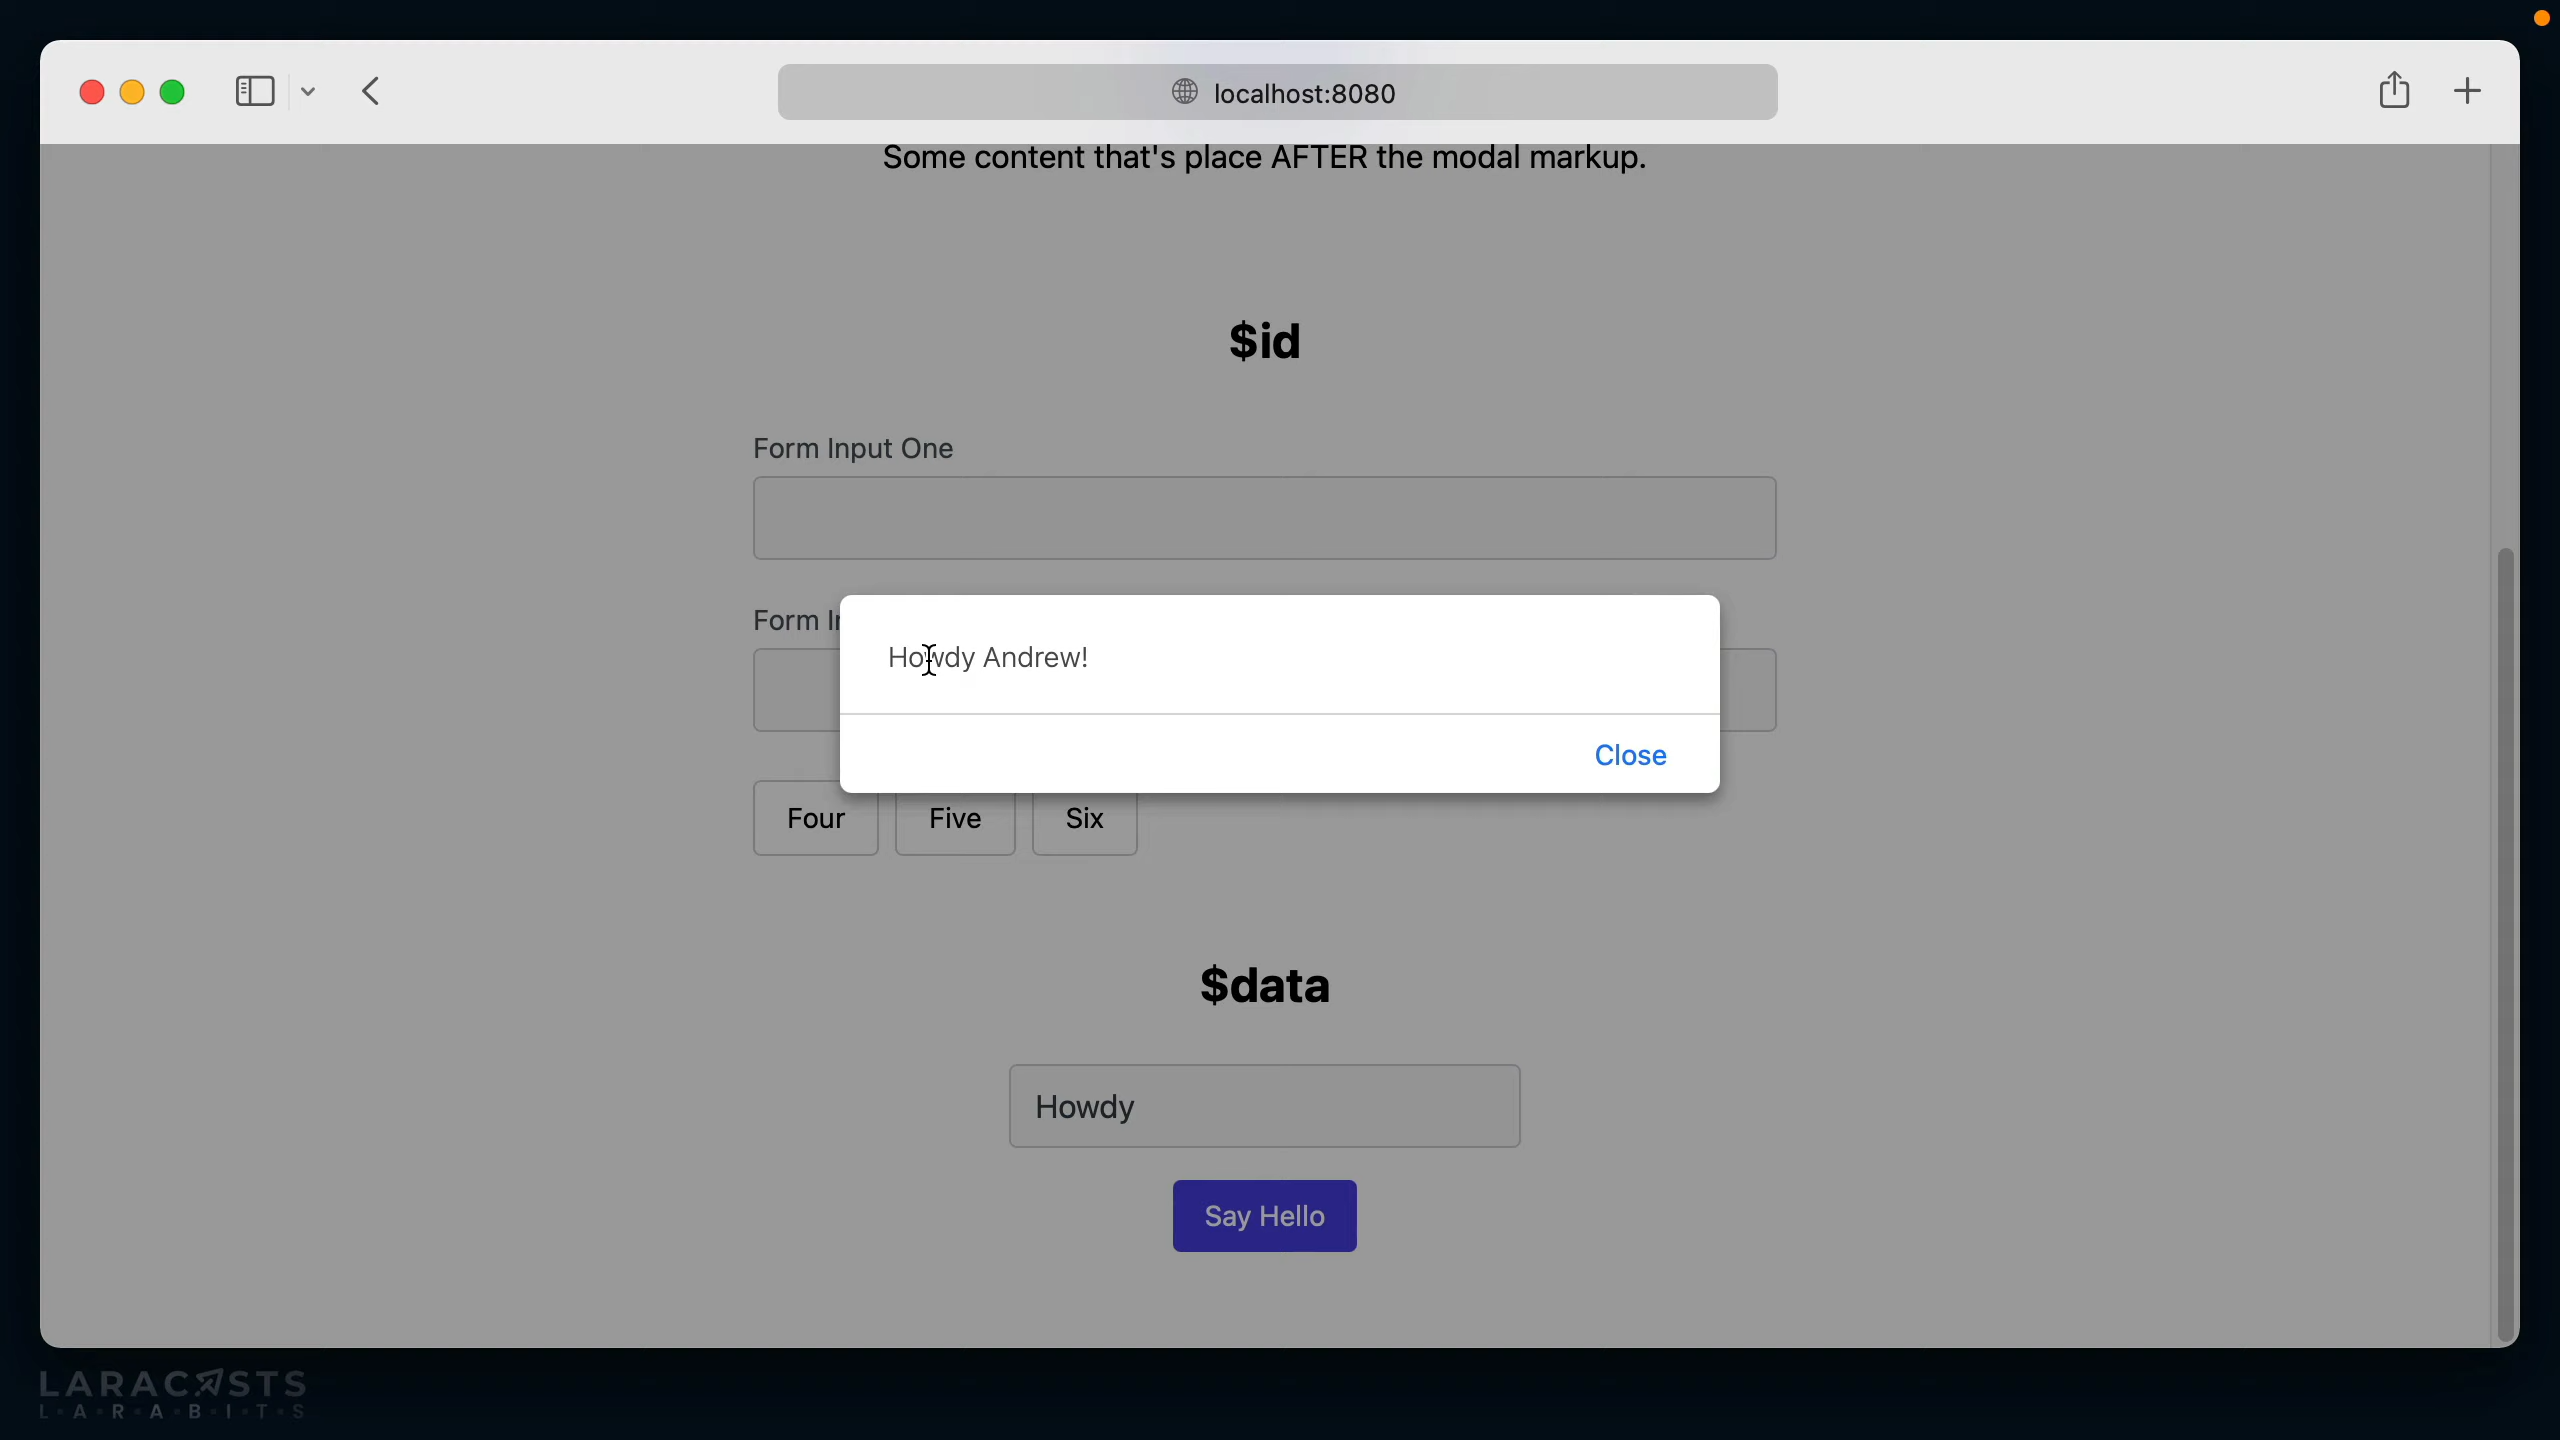 localhost:8080
Some content that's place AFTER the modal markup.
$id
Form Input One
Form In
Howdy Andrew!
Close
Four Five Six
$data
Howdy
Say Hello
LARACASTS
L·A·R·A·B·I·T·S